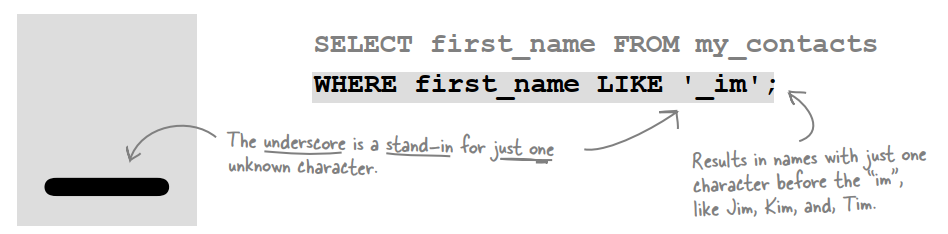 SELECT first_name FROM my_contacts
WHERE first_name LIKE '_im';
The underscore is a stand-in for just one
unknown character.
Results in names with just one
character before the “im”,
like Jim, Kim, and, Tim.